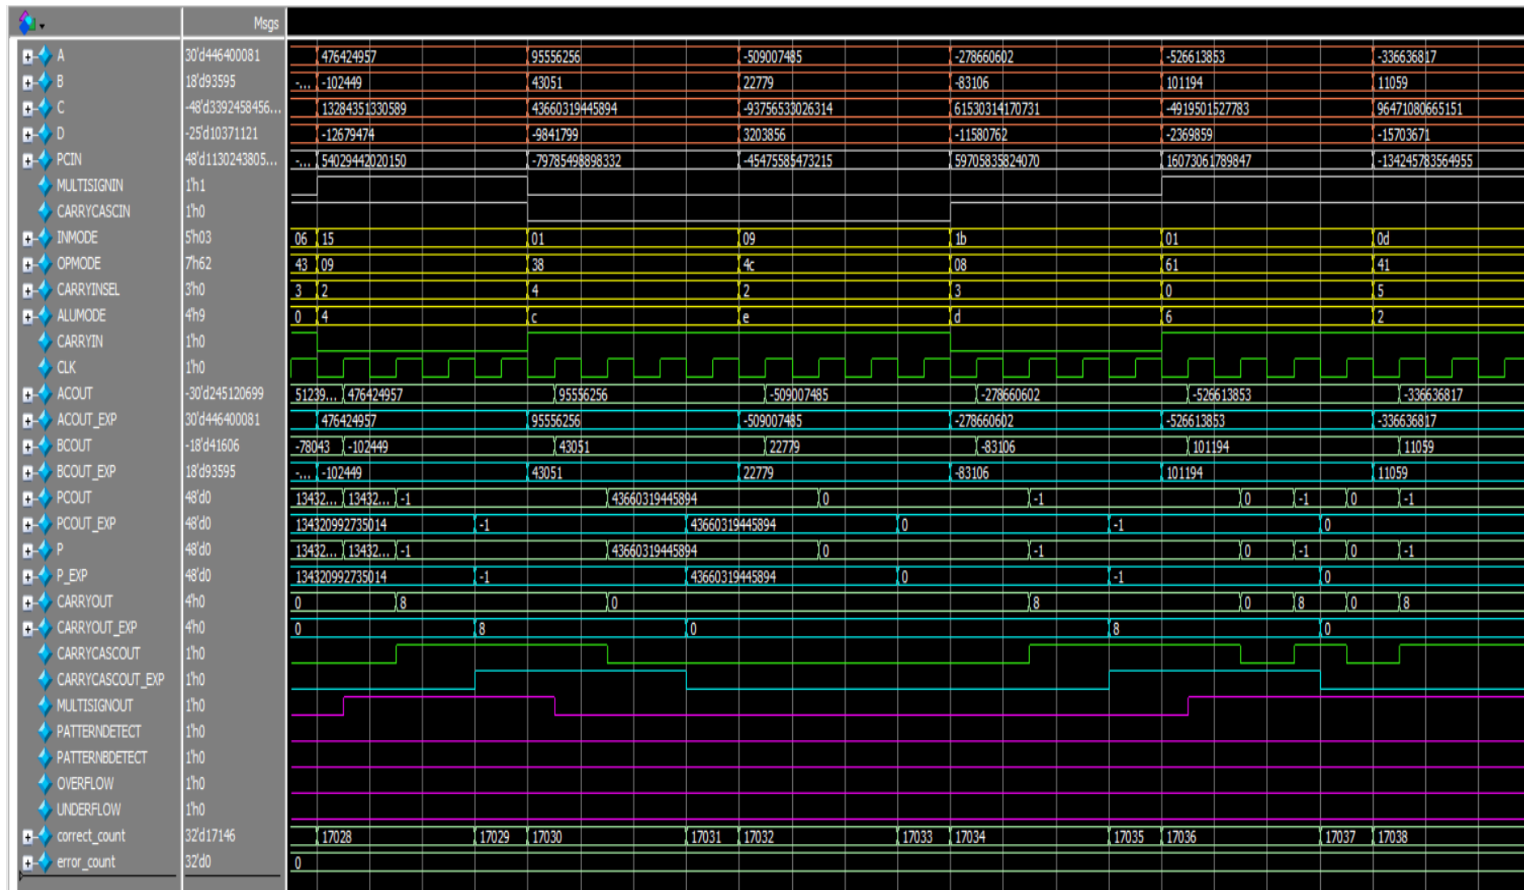 Msgs
A 30'd446400081 476424957 95556256 -509007485 -278660602 -526613853 -336636817
B 18'd93595 -... -102449 43051 22779 -83106 101194 11059
C -48'd3392458456... 13284351330589 43660319445894 -93756533026314 61530314170731 -4919501527783 96471080665151
D -25'd10371121 -12679474 -9841799 3203856 -11580762 -2369859 -15703671
PCIN 48'd1130243805... -... 54029442020150 -79785498898332 -45475585473215 59705835824070 16073061789847 -134245783564955
MULTISIGNIN 1'h1
CARRYCASCIN 1'h0
INMODE 5'h03 06 15 01 09 1b 01 0d
OPMODE 7'h62 43 09 38 4c 08 61 41
CARRYINSEL 3'h0 3 2 4 2 3 0 5
ALUMODE 4'h9 0 4 c e d 6 2
CARRYIN 1'h0
CLK 1'h0
ACOUT -30'd245120699 51239... 476424957 95556256 -509007485 -278660602 -526613853 -336636817
ACOUT_EXP 30'd446400081 476424957 95556256 -509007485 -278660602 -526613853 -336636817
BCOUT -18'd41606 -78043 -102449 43051 22779 -83106 101194 11059
BCOUT_EXP 18'd93595 -... -102449 43051 22779 -83106 101194 11059
PCOUT 48'd0 13432... 13432... -1 43660319445894 0 -1 0 -1 0 -1
PCOUT_EXP 48'd0 134320992735014 -1 43660319445894 0 -1 0
P 48'd0 13432... 13432... -1 43660319445894 0 -1 0 -1 0 -1
P_EXP 48'd0 134320992735014 -1 43660319445894 0 -1 0
CARRYOUT 4'h0 0 8 0 8 0 8 0 8
CARRYOUT_EXP 4'h0 0 8 0 8 0
CARRYCASCOUT 1'h0
CARRYCASCOUT_EXP 1'h0
MULTISIGNOUT 1'h0
PATTERNDETECT 1'h0
PATTERNBDETECT 1'h0
OVERFLOW 1'h0
UNDERFLOW 1'h0
correct_count 32'd17146 17028 17029 17030 17031 17032 17033 17034 17035 17036 17037 17038
error_count 32'd0 0